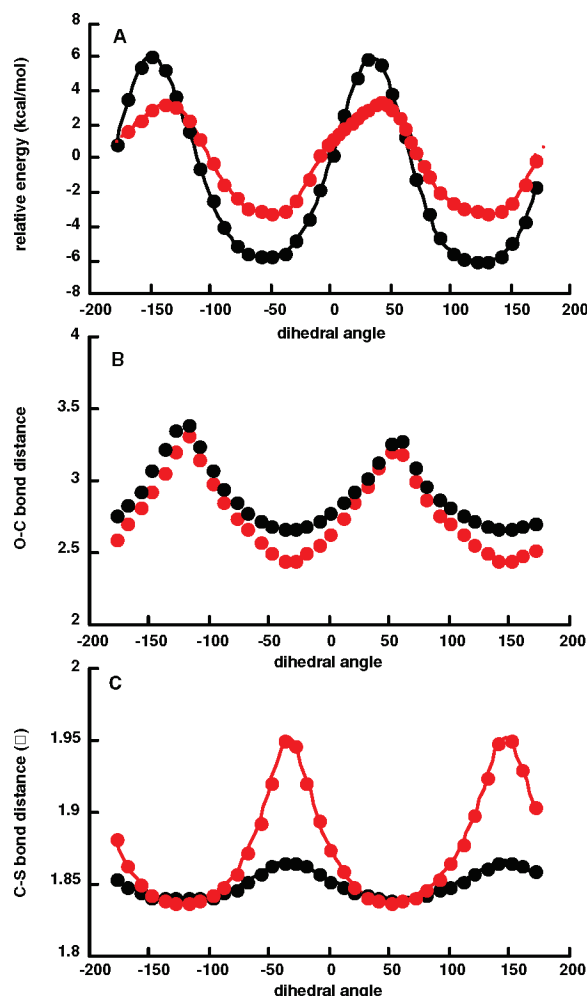 A
relative energy (kcal/mol)
8
6
4
2
0
-2
-4
-6
-8
-200 -150 -100 -50 0 50 100 150 200
dihedral angle
B
O-C bond distance
4
3.5
3
2.5
2
-200 -150 -100 -50 0 50 100 150 200
dihedral angle
C
C-S bond distance (□)
2
1.95
1.9
1.85
1.8
-200 -150 -100 -50 0 50 100 150 200
dihedral angle